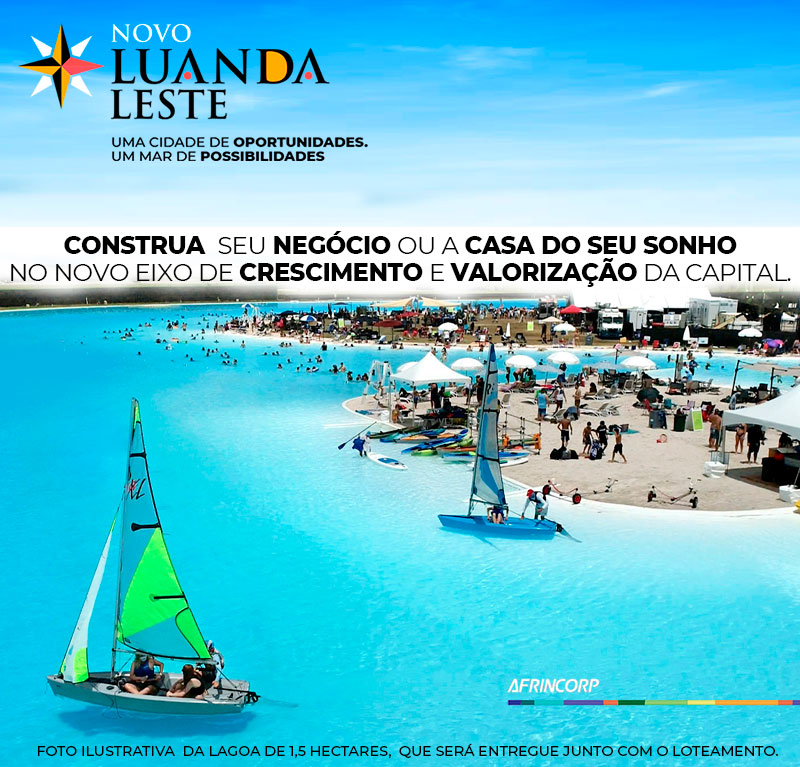 NOVO
LUANDA
LESTE
UMA CIDADE DE OPORTUNIDADES.
UM MAR DE POSSIBILIDADES
CONSTRUA SEU NEGÓCIO OU A CASA DO SEU SONHO
NO NOVO EIXO DE CRESCIMENTO E VALORIZAÇÃO DA CAPITAL.
AFRINCORP
FOTO ILUSTRATIVA DA LAGOA DE 1,5 HECTARES, QUE SERÁ ENTREGUE JUNTO COM O LOTEAMENTO.